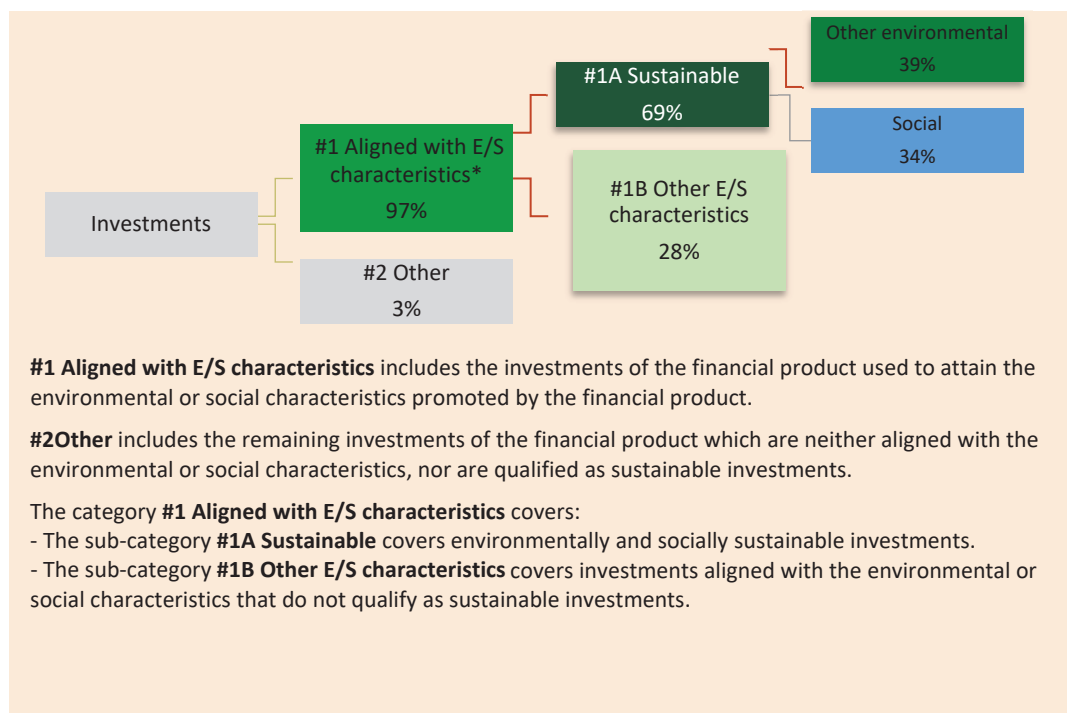 Other environmental
39%
#1A Sustainable
69%
Social
34%
#1 Aligned with E/S
characteristics*
97%
#1B Other E/S
characteristics
28%
Investments
#2 Other
3%
#1 Aligned with E/S characteristics includes the investments of the financial product used to attain the
environmental or social characteristics promoted by the financial product.
#2Other includes the remaining investments of the financial product which are neither aligned with the
environmental or social characteristics, nor are qualified as sustainable investments.
The category #1 Aligned with E/S characteristics covers:
- The sub-category #1A Sustainable covers environmentally and socially sustainable investments.
- The sub-category #1B Other E/S characteristics covers investments aligned with the environmental or
social characteristics that do not qualify as sustainable investments.